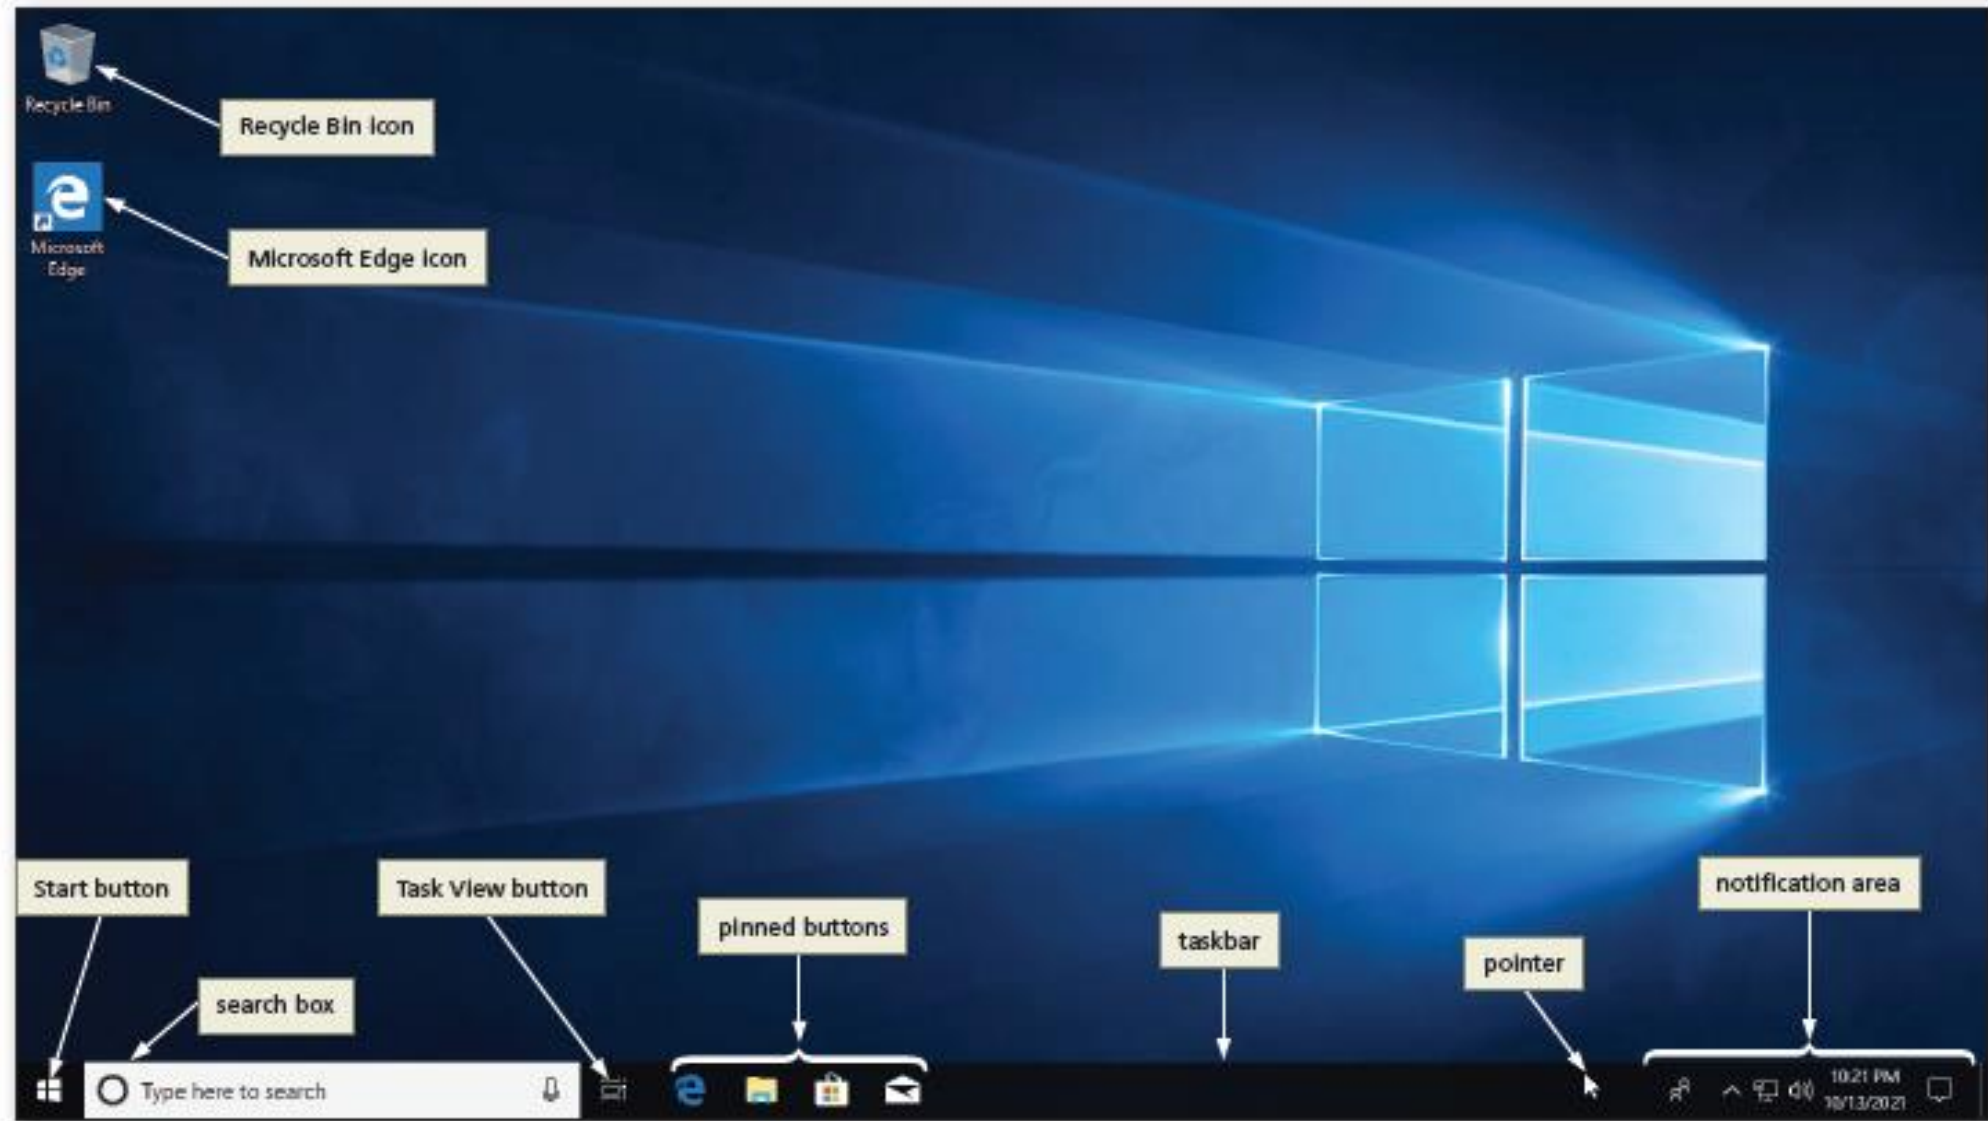 Recycle Bin
Recycle Bin icon
Microsoft
Edge
Microsoft Edge icon
Start button
Task View button
notification area
pinned buttons
taskbar
pointer
search box
Type here to search
10:21 PM
10/13/2021